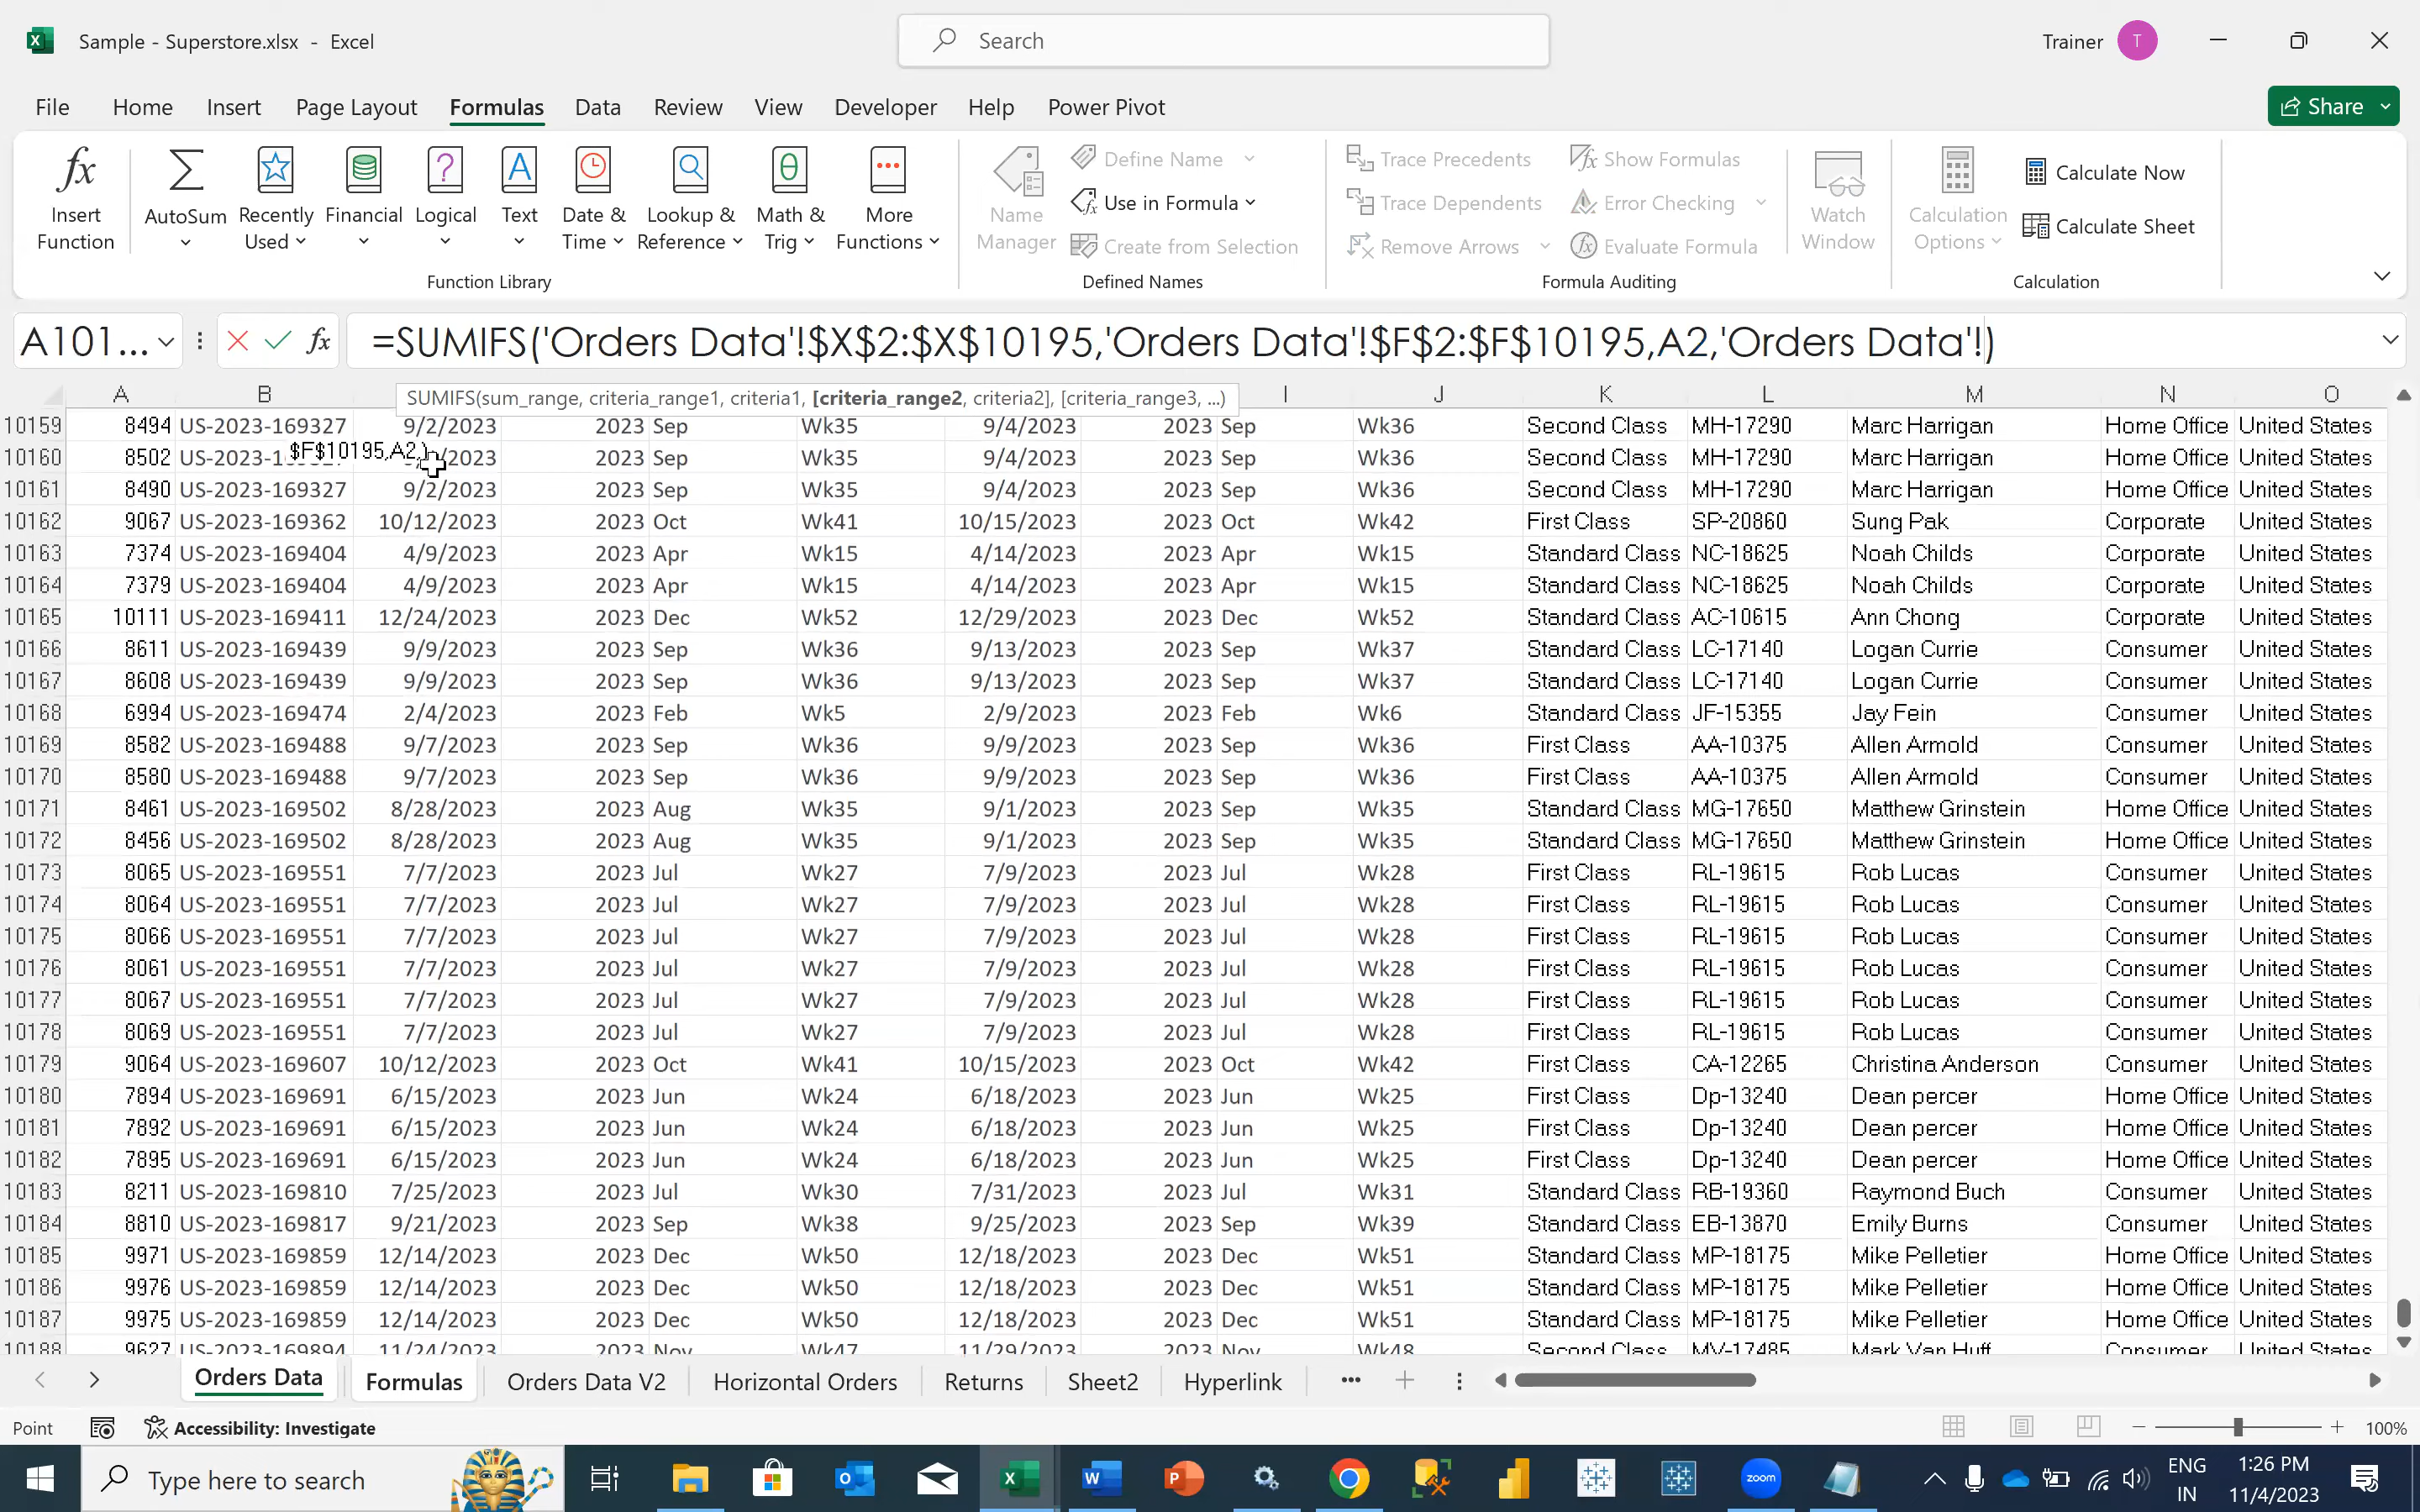 Sample - Superstore.xlsx - Excel
Search
Trainer T
File Home Insert Page Layout Formulas Data Review View Developer Help Power Pivot
Share
Insert Function
AutoSum
Recently Used
Financial
Logical
Text
Date & Time
Lookup & Reference
Math & Trig
More Functions
Function Library
Name Manager
Define Name
Use in Formula
Create from Selection
Defined Names
Trace Precedents
Trace Dependents
Remove Arrows
Show Formulas
Error Checking
Evaluate Formula
Formula Auditing
Watch Window
Calculation Options
Calculate Now
Calculate Sheet
Calculation
A101... fx =SUMIFS('Orders Data'!$X$2:$X$10195,'Orders Data'!$F$2:$F$10195,A2,'Orders Data'!)
SUMIFS(sum_range, criteria_range1, criteria1, [criteria_range2, criteria2], [criteria_range3, ...)
A B I J K L M N O
10159 8494 US-2023-169327 9/2/2023 2023 Sep Wk35 9/4/2023 2023 Sep Wk36 Second Class MH-17290 Marc Harrigan Home Office United States
$F$10195,A2,)
10160 8502 2023 Sep Wk35 9/4/2023 2023 Sep Wk36 Second Class MH-17290 Marc Harrigan Home Office United States
10161 8490 US-2023-169327 9/2/2023 2023 Sep Wk35 9/4/2023 2023 Sep Wk36 Second Class MH-17290 Marc Harrigan Home Office United States
10162 9067 US-2023-169362 10/12/2023 2023 Oct Wk41 10/15/2023 2023 Oct Wk42 First Class SP-20860 Sung Pak Corporate United States
10163 7374 US-2023-169404 4/9/2023 2023 Apr Wk15 4/14/2023 2023 Apr Wk15 Standard Class NC-18625 Noah Childs Corporate United States
10164 7379 US-2023-169404 4/9/2023 2023 Apr Wk15 4/14/2023 2023 Apr Wk15 Standard Class NC-18625 Noah Childs Corporate United States
10165 10111 US-2023-169411 12/24/2023 2023 Dec Wk52 12/29/2023 2023 Dec Wk52 Standard Class AC-10615 Ann Chong Corporate United States
10166 8611 US-2023-169439 9/9/2023 2023 Sep Wk36 9/13/2023 2023 Sep Wk37 Standard Class LC-17140 Logan Currie Consumer United States
10167 8608 US-2023-169439 9/9/2023 2023 Sep Wk36 9/13/2023 2023 Sep Wk37 Standard Class LC-17140 Logan Currie Consumer United States
10168 6994 US-2023-169474 2/4/2023 2023 Feb Wk5 2/9/2023 2023 Feb Wk6 Standard Class JF-15355 Jay Fein Consumer United States
10169 8582 US-2023-169488 9/7/2023 2023 Sep Wk36 9/9/2023 2023 Sep Wk36 First Class AA-10375 Allen Armold Consumer United States
10170 8580 US-2023-169488 9/7/2023 2023 Sep Wk36 9/9/2023 2023 Sep Wk36 First Class AA-10375 Allen Armold Consumer United States
10171 8461 US-2023-169502 8/28/2023 2023 Aug Wk35 9/1/2023 2023 Sep Wk35 Standard Class MG-17650 Matthew Grinstein Home Office United States
10172 8456 US-2023-169502 8/28/2023 2023 Aug Wk35 9/1/2023 2023 Sep Wk35 Standard Class MG-17650 Matthew Grinstein Home Office United States
10173 8065 US-2023-169551 7/7/2023 2023 Jul Wk27 7/9/2023 2023 Jul Wk28 First Class RL-19615 Rob Lucas Consumer United States
10174 8064 US-2023-169551 7/7/2023 2023 Jul Wk27 7/9/2023 2023 Jul Wk28 First Class RL-19615 Rob Lucas Consumer United States
10175 8066 US-2023-169551 7/7/2023 2023 Jul Wk27 7/9/2023 2023 Jul Wk28 First Class RL-19615 Rob Lucas Consumer United States
10176 8061 US-2023-169551 7/7/2023 2023 Jul Wk27 7/9/2023 2023 Jul Wk28 First Class RL-19615 Rob Lucas Consumer United States
10177 8067 US-2023-169551 7/7/2023 2023 Jul Wk27 7/9/2023 2023 Jul Wk28 First Class RL-19615 Rob Lucas Consumer United States
10178 8069 US-2023-169551 7/7/2023 2023 Jul Wk27 7/9/2023 2023 Jul Wk28 First Class RL-19615 Rob Lucas Consumer United States
10179 9064 US-2023-169607 10/12/2023 2023 Oct Wk41 10/15/2023 2023 Oct Wk42 First Class CA-12265 Christina Anderson Consumer United States
10180 7894 US-2023-169691 6/15/2023 2023 Jun Wk24 6/18/2023 2023 Jun Wk25 First Class Dp-13240 Dean percer Home Office United States
10181 7892 US-2023-169691 6/15/2023 2023 Jun Wk24 6/18/2023 2023 Jun Wk25 First Class Dp-13240 Dean percer Home Office United States
10182 7895 US-2023-169691 6/15/2023 2023 Jun Wk24 6/18/2023 2023 Jun Wk25 First Class Dp-13240 Dean percer Home Office United States
10183 8211 US-2023-169810 7/25/2023 2023 Jul Wk30 7/31/2023 2023 Jul Wk31 Standard Class RB-19360 Raymond Buch Consumer United States
10184 8810 US-2023-169817 9/21/2023 2023 Sep Wk38 9/25/2023 2023 Sep Wk39 Standard Class EB-13870 Emily Burns Consumer United States
10185 9971 US-2023-169859 12/14/2023 2023 Dec Wk50 12/18/2023 2023 Dec Wk51 Standard Class MP-18175 Mike Pelletier Home Office United States
10186 9976 US-2023-169859 12/14/2023 2023 Dec Wk50 12/18/2023 2023 Dec Wk51 Standard Class MP-18175 Mike Pelletier Home Office United States
10187 9975 US-2023-169859 12/14/2023 2023 Dec Wk50 12/18/2023 2023 Dec Wk51 Standard Class MP-18175 Mike Pelletier Home Office United States
10188 9627 US-2023-169894 11/24/2023 2023 Nov Wk47 11/29/2023 2023 Nov Wk48 Second Class MV-17485 Mark Van Huff Consumer United States
Orders Data Formulas Orders Data V2 Horizontal Orders Returns Sheet2 Hyperlink
Point Accessibility: Investigate 100%
Type here to search
zoom
ENG IN
1:26 PM
11/4/2023